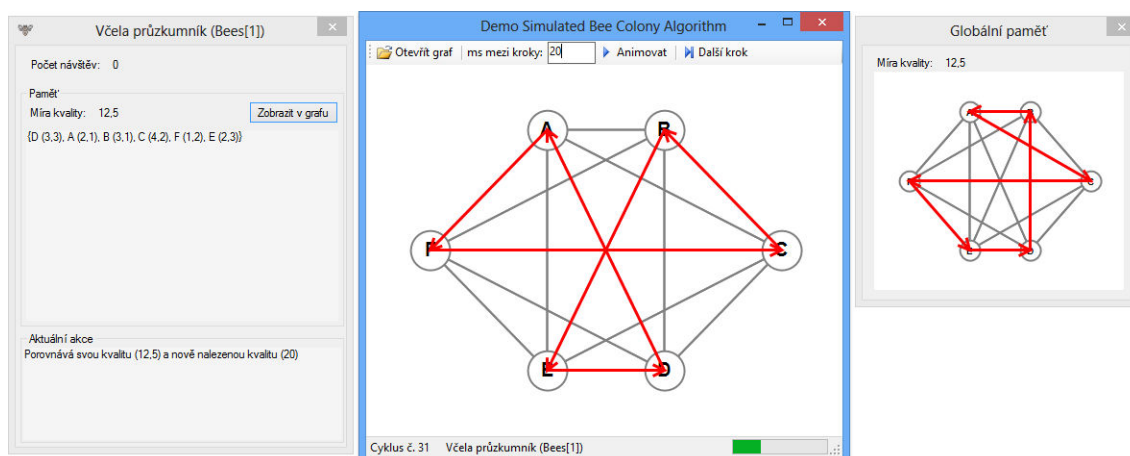 Včela průzkumník (Bees[1])
Počet návštěv: 0
Paměť
Míra kvality: 12,5
Zobrazit v grafu
{D (3,3), A (2,1), B (3,1), C (4,2), F (1,2), E (2,3)}
Aktuální akce
Porovnává svou kvalitu (12,5) a nově nalezenou kvalitu (20)
Demo Simulated Bee Colony Algorithm
Otevřít graf ms mezi kroky: 20 Animovat Další krok
A B
F C
E D
Cyklus č. 31 Včela průzkumník (Bees[1])
Globální paměť
Míra kvality: 12,5